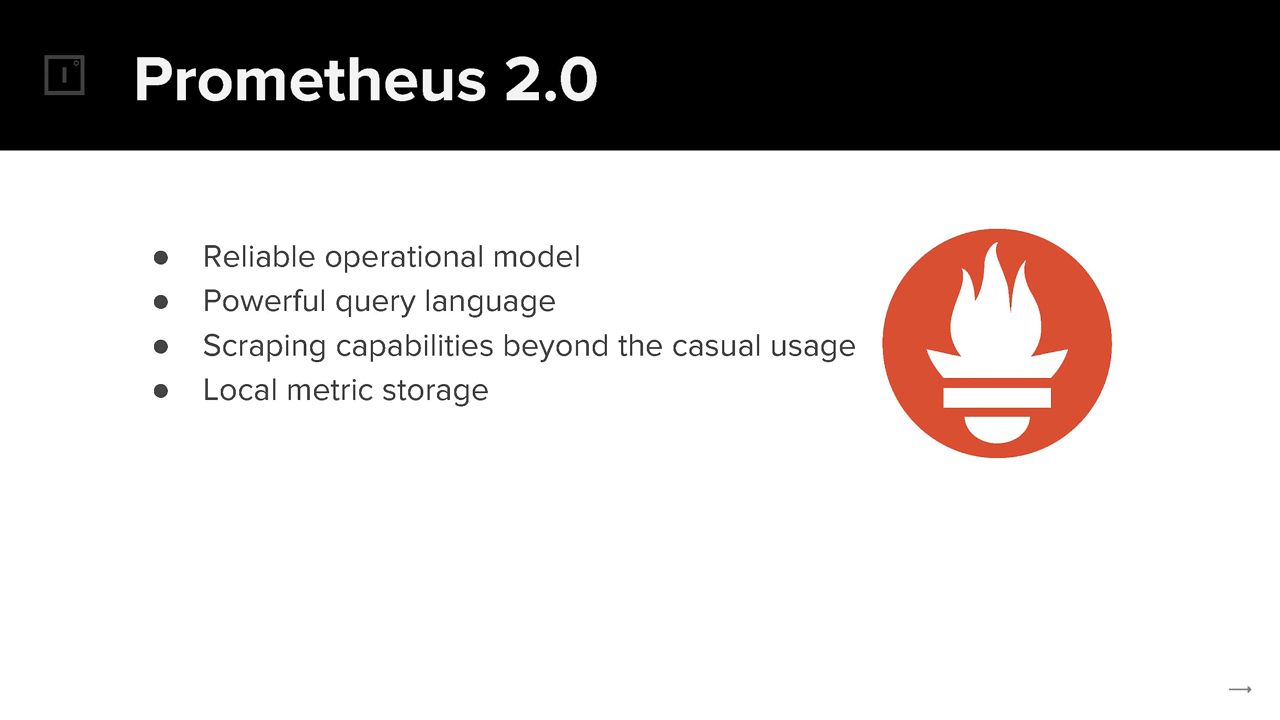 Prometheus 2.0
● Reliable operational model
● Powerful query language
● Scraping capabilities beyond the casual usage
● Local metric storage